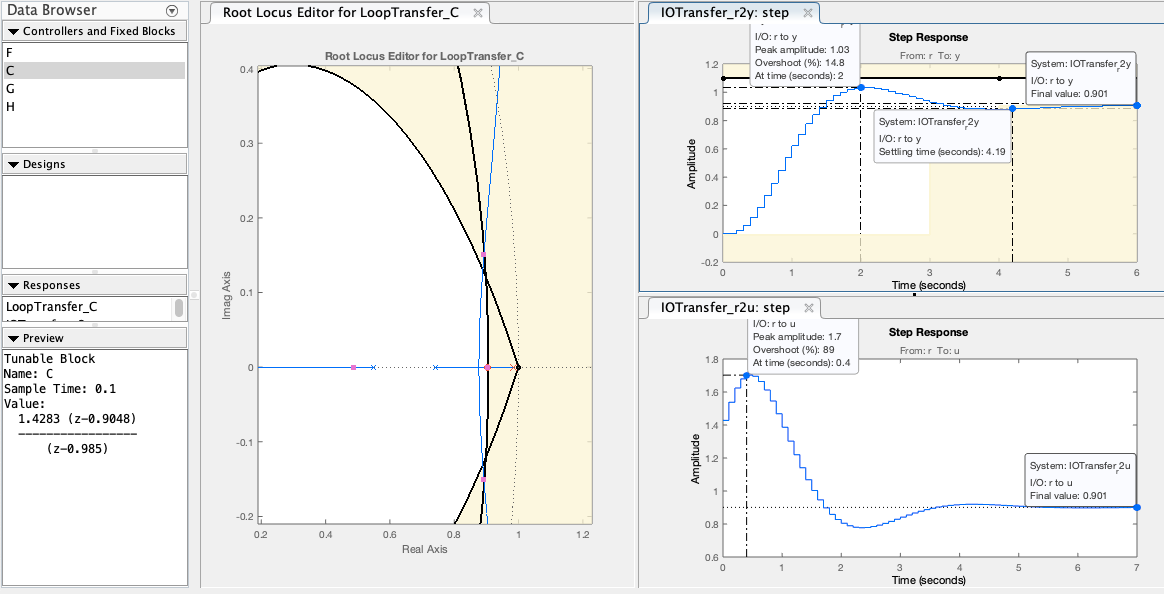 Data Browser
Controllers and Fixed Blocks
F
C
G
H
Designs
Responses
LoopTransfer_C
Preview
Tunable Block
Name: C
Sample Time: 0.1
Value:
1.4283 (z-0.9048)
-----------------
(z-0.985)
Root Locus Editor for LoopTransfer_C
Root Locus Editor for LoopTransfer_C
0.4
0.3
0.2
0.1
0
-0.1
-0.2
Imag Axis
0.2
0.4
0.6
0.8
1
1.2
Real Axis
IOTransfer_r2y: step
Step Response
From: r To: y
I/O: r to y
Peak amplitude: 1.03
Overshoot (%): 14.8
At time (seconds): 2
System: IOTransfer_r2y
I/O: r to y
Final value: 0.901
System: IOTransfer_r2y
I/O: r to y
Settling time (seconds): 4.19
1.2
1
0.8
0.6
0.4
0.2
0
-0.2
Amplitude
0
1
2
3
4
5
6
Time (seconds)
IOTransfer_r2u: step
Step Response
From: r To: u
I/O: r to u
Peak amplitude: 1.7
Overshoot (%): 89
At time (seconds): 0.4
System: IOTransfer_r2u
I/O: r to u
Final value: 0.901
1.8
1.6
1.4
1.2
1
0.8
0.6
Amplitude
0
1
2
3
4
5
6
7
Time (seconds)